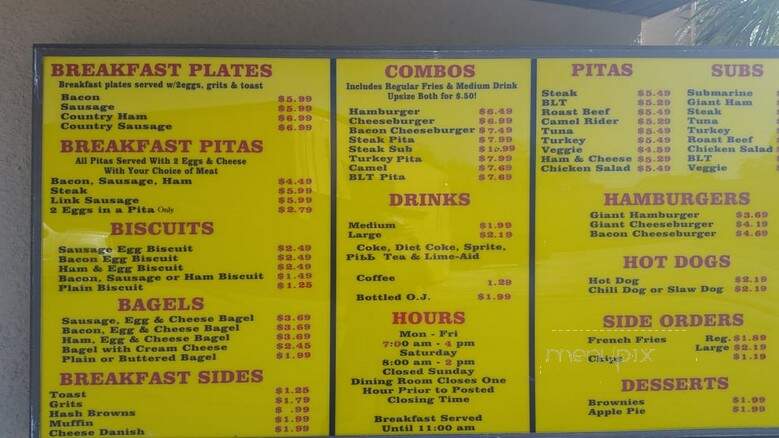 BREAKFAST PLATES
Breakfast plates served w/2eggs, grits & toast
Bacon $5.99
Sausage $5.99
Country Ham $6.99
Country Sausage $6.99
BREAKFAST PITAS
All Pitas Served With 2 Eggs & Cheese
With Your Choice of Meat
Bacon, Sausage, Ham $4.49
Steak $5.99
Link Sausage $5.99
2 Eggs in a Pita Only $2.79
BISCUITS
Sausage Egg Biscuit $2.49
Bacon Egg Biscuit $2.49
Ham & Egg Biscuit $2.49
Bacon, Sausage or Ham Biscuit $1.49
Plain Biscuit $1.25
BAGELS
Sausage, Egg & Cheese Bagel $3.69
Bacon, Egg & Cheese Bagel $3.69
Ham, Egg & Cheese Bagel $3.69
Bagel with Cream Cheese $2.45
Plain or Buttered Bagel $1.99
BREAKFAST SIDES
Toast $1.25
Grits $1.79
Hash Browns $ .99
Muffin $1.99
Cheese Danish $1.99
COMBOS
Includes Regular Fries & Medium Drink
Upsize Both for $.50!
Hamburger $6.49
Cheeseburger $6.99
Bacon Cheeseburger $7.49
Steak Pita $7.99
Steak Sub
Turkey Pita $7.99
Camel $7.69
BLT Pita $7.69
DRINKS
Medium $1.99
Large $2.19
Coke, Diet Coke, Sprite,
Tea & Lime-Aid
Coffee 1.29
Bottled O.J. $1.99
HOURS
Mon - Fri
7:00 am - 4 pm
Saturday
8:00 am - 2 pm
Closed Sunday
Dining Room Closes One
Hour Prior to Posted
Closing Time
Breakfast Served
Until 11:00 am
PITAS
Steak $5.49
BLT $5.29
Roast Beef $5.49
Camel Rider $5.29
Tuna $5.49
Turkey $5.49
Veggie $4.59
Ham & Cheese $5.29
Chicken Salad $5.49
SUBS
Submarine
Giant Ham
Steak
Tuna
Turkey
Roast Beef
Chicken Salad
BLT
Veggie
HAMBURGERS
Giant Hamburger $3.69
Giant Cheeseburger $4.19
Bacon Cheeseburger $4.69
HOT DOGS
Hot Dog $2.19
Chili Dog or Slaw Dog $2.19
SIDE ORDERS
French Fries Reg. $1.89
Large $2.19
Chips $1.19
menupix
DESSERTS
Brownies $1.99
Apple Pie $1.99